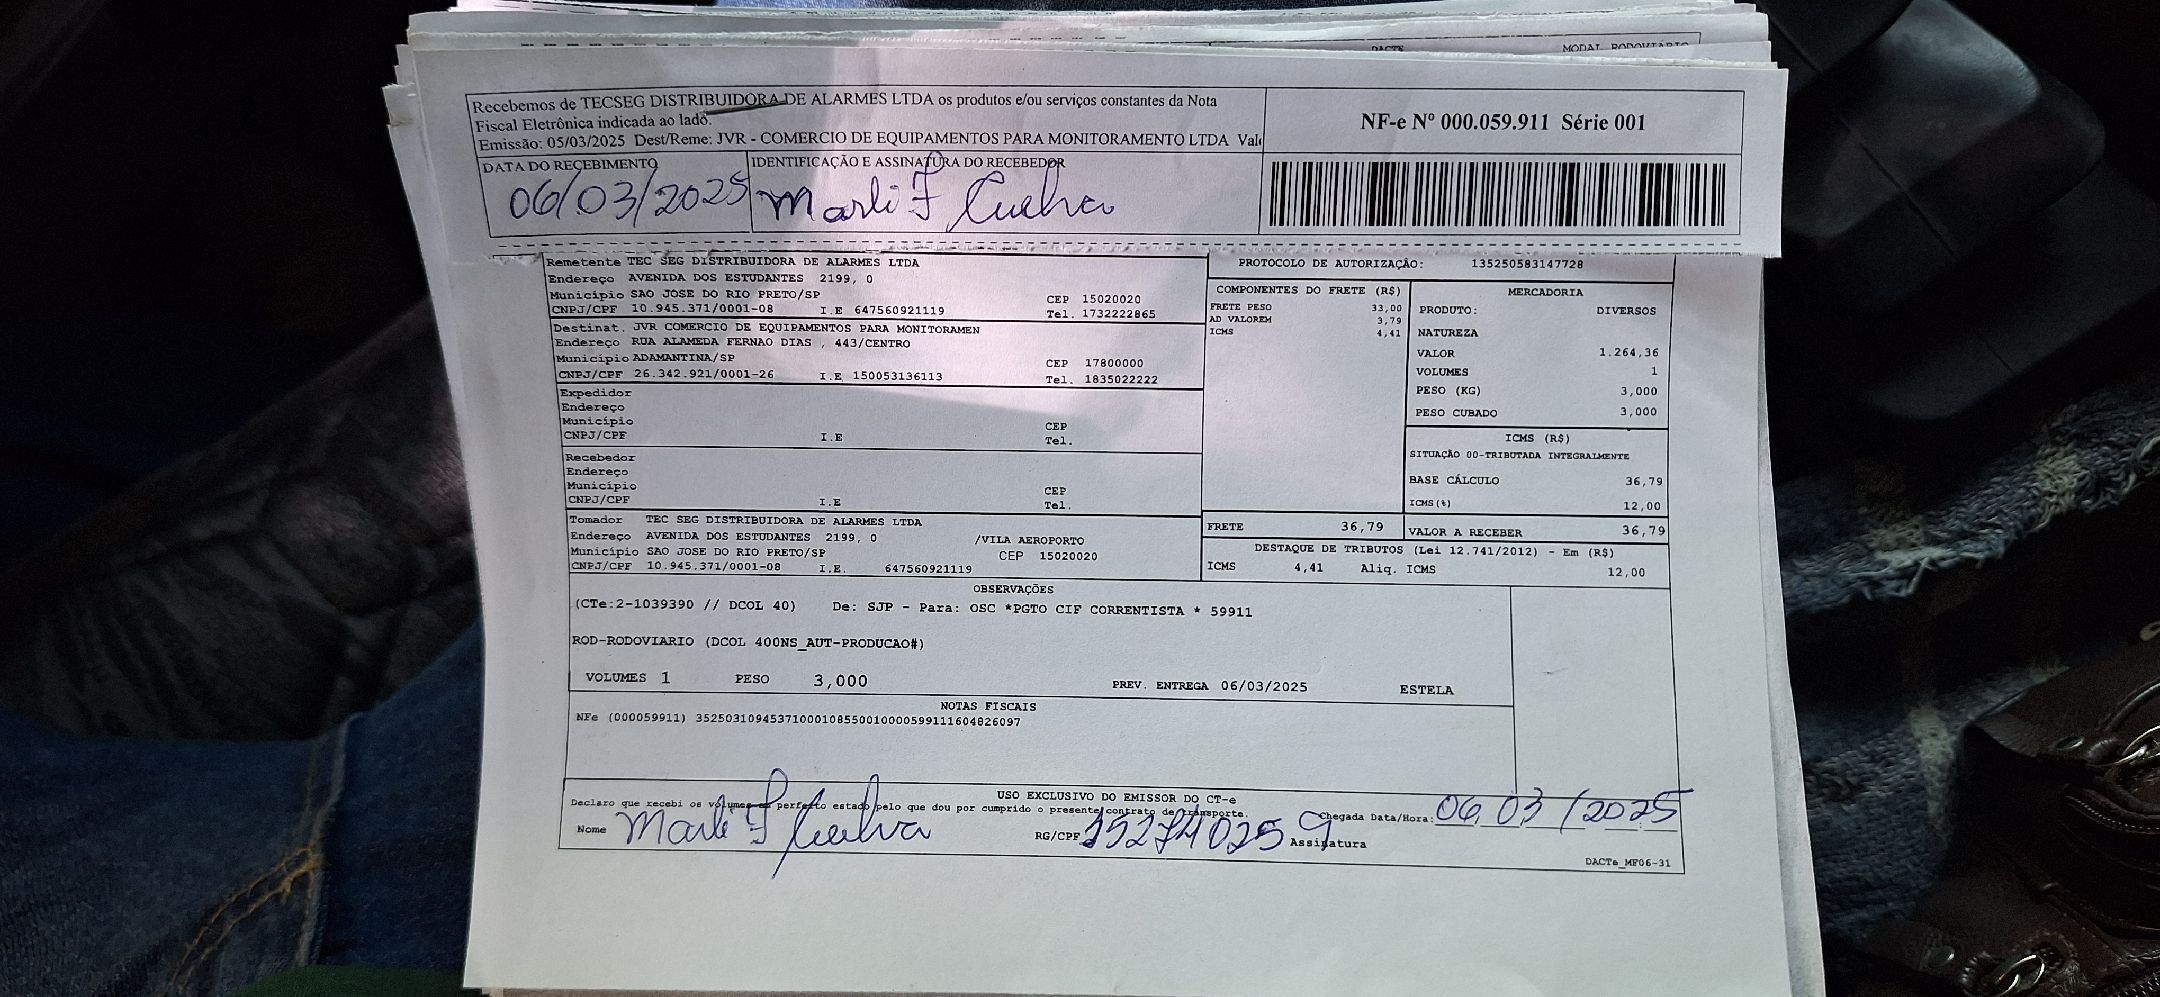 DACTE MODAL RODOVIÁRIO
Recebemos de TECSEG DISTRIBUIDORA DE ALARMES LTDA os produtos e/ou serviços constantes da Nota
Fiscal Eletrônica indicada ao lado.
Emissão: 05/03/2025 Dest/Reme: JVR - COMERCIO DE EQUIPAMENTOS PARA MONITORAMENTO LTDA
NF-e Nº 000.059.911 Série 001
DATA DO RECEBIMENTO
06/03/2025
IDENTIFICAÇÃO E ASSINATURA DO RECEBEDOR
Marli F
Remetente TEC SEG DISTRIBUIDORA DE ALARMES LTDA
Endereço AVENIDA DOS ESTUDANTES 2199, 0
Município SAO JOSE DO RIO PRETO/SP CEP 15020020
CNPJ/CPF 10.945.371/0001-08 I.E 647560921119 Tel. 1732222865
Destinat. JVR COMERCIO DE EQUIPAMENTOS PARA MONITORAMEN
Endereço RUA ALAMEDA FERNAO DIAS , 443/CENTRO
Município ADAMANTINA/SP CEP 17800000
CNPJ/CPF 26.342.921/0001-26 I.E 150053136113 Tel. 1835022222
Expedidor
Endereço
Município CEP
CNPJ/CPF I.E Tel.
Recebedor
Endereço
Município CEP
CNPJ/CPF I.E Tel.
Tomador TEC SEG DISTRIBUIDORA DE ALARMES LTDA
Endereço AVENIDA DOS ESTUDANTES 2199, 0 /VILA AEROPORTO
Município SAO JOSE DO RIO PRETO/SP CEP 15020020
CNPJ/CPF 10.945.371/0001-08 I.E. 647560921119
PROTOCOLO DE AUTORIZAÇÃO: 135250583147728
COMPONENTES DO FRETE (R$)
FRETE PESO 33,00
AD VALOREM 3,79
ICMS 4,41
MERCADORIA
PRODUTO: DIVERSOS
NATUREZA
VALOR 1.264,36
VOLUMES 1
PESO (KG) 3,000
PESO CUBADO 3,000
ICMS (R$)
SITUAÇÃO 00-TRIBUTADA INTEGRALMENTE
BASE CÁLCULO 36,79
ICMS(%) 12,00
FRETE 36,79
VALOR A RECEBER 36,79
DESTAQUE DE TRIBUTOS (Lei 12.741/2012) - Em (R$)
ICMS 4,41 Aliq. ICMS 12,00
OBSERVAÇÕES
(CTe:2-1039390 // DCOL 40) De: SJP - Para: OSC *PGTO CIF CORRENTISTA * 59911
ROD-RODOVIARIO (DCOL 400NS_AUT-PRODUCAO#)
VOLUMES 1 PESO 3,000 PREV. ENTREGA 06/03/2025 ESTELA
NOTAS FISCAIS
NFe (000059911) 35250310945371000108550010000599111604826097
USO EXCLUSIVO DO EMISSOR DO CT-e
Declaro que recebi os volumes em perfeito estado pelo que dou por cumprido o presente contrato de transporte.
Chegada Data/Hora: 06 03 /2025
Nome Marli F RG/CPF 152740259 Assinatura
DACTe_MF06-31